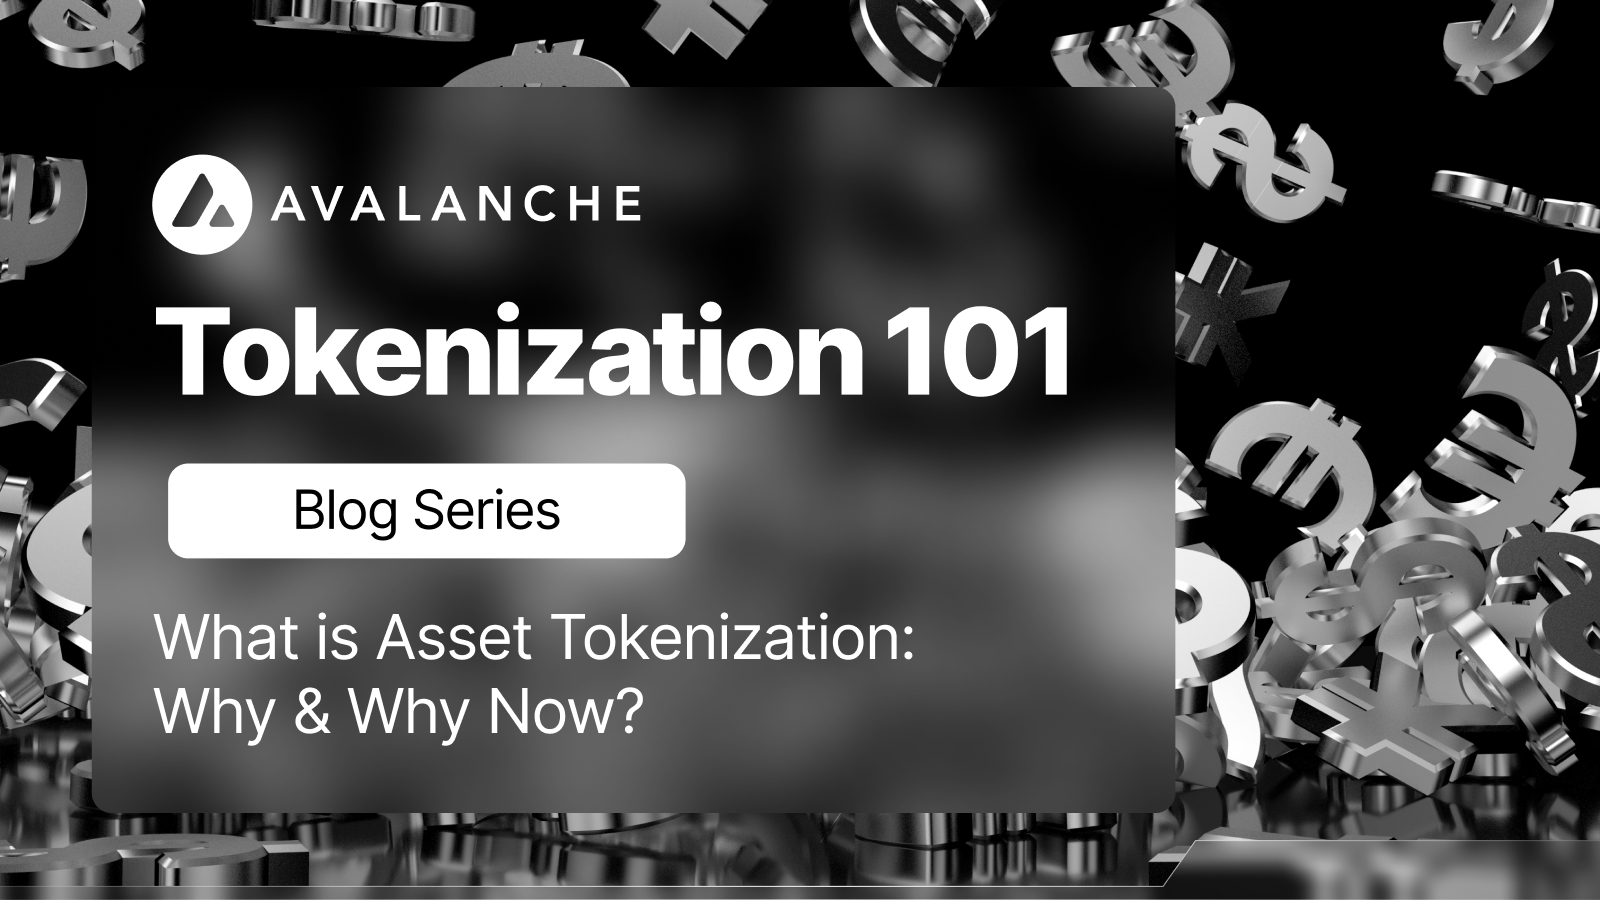 AVALANCHE
Tokenization 101
Blog Series
What is Asset Tokenization:
Why & Why Now?